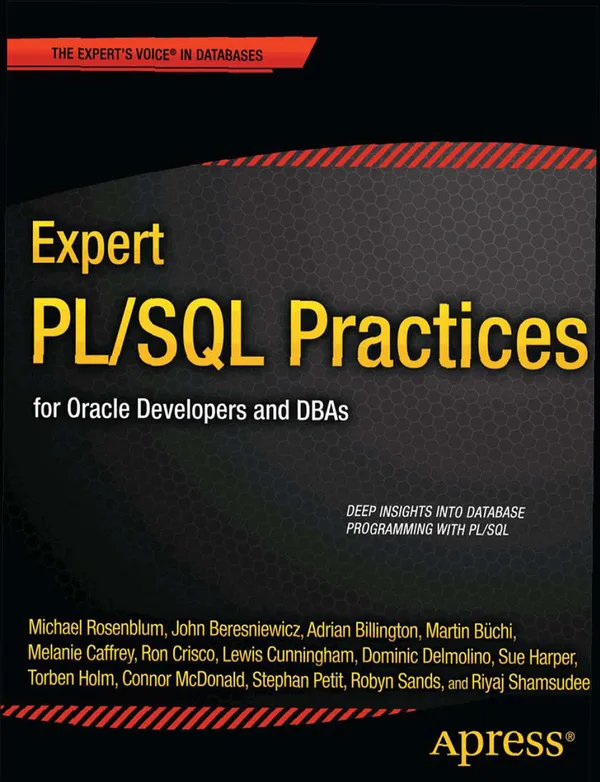 THE EXPERT'S VOICE® IN DATABASES
Expert
PL/SQL Practices
for Oracle Developers and DBAs
DEEP INSIGHTS INTO DATABASE
PROGRAMMING WITH PL/SQL
Michael Rosenblum, John Beresniewicz, Adrian Billington, Martin Büchi,
Melanie Caffrey, Ron Crisco, Lewis Cunningham, Dominic Delmolino, Sue Harper,
Torben Holm, Connor McDonald, Stephan Petit, Robyn Sands, and Riyaj Shamsudee
Apress®